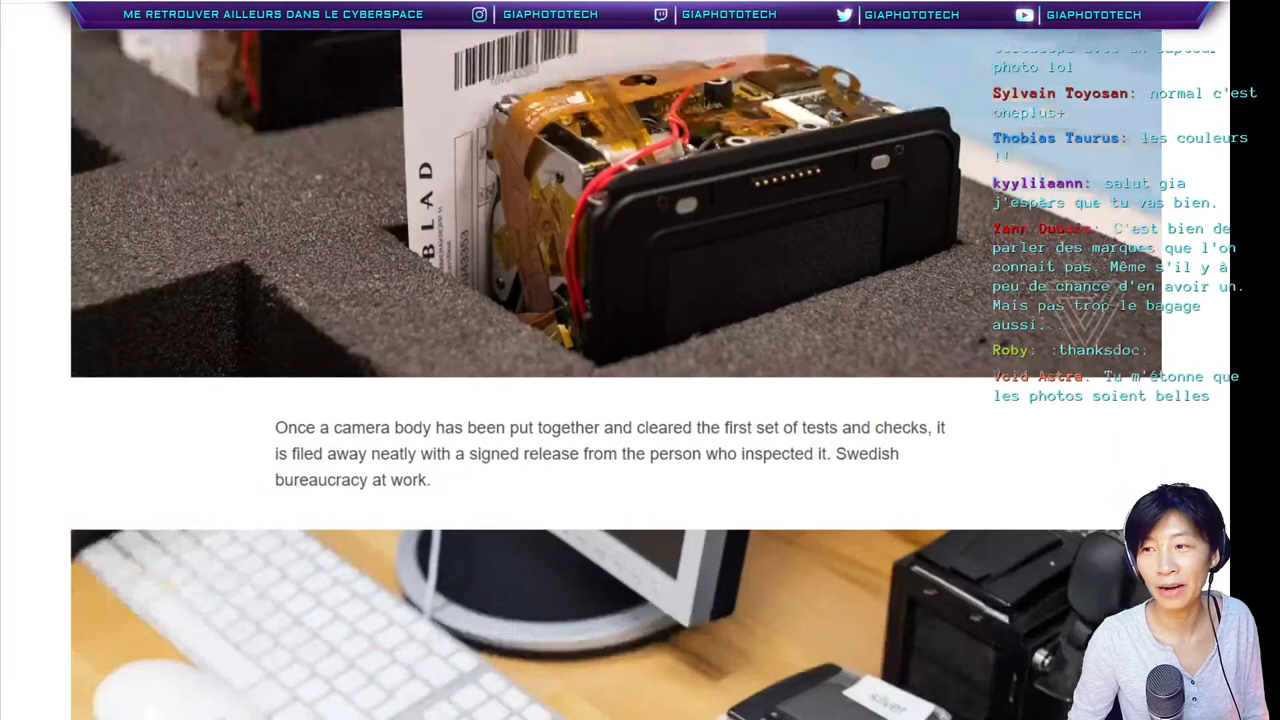 ME RETROUVER AILLEURS DANS LE CYBERSPACE GIAPHOTOTECH GIAPHOTOTECH GIAPHOTOTECH GIAPHOTOTECH
photo lol
Sylvain Toyosan: normal c'est
oneplus+
Thobias Taurus: les couleurs
!!
kyyliiaann: salut gia
j'espère que tu vas bien.
Yann Dubois: C'est bien de
parler des marques que l'on
connait pas. Même s'il y à
peu de chance d'en avoir un.
Mais pas trop le bagage
aussi.
Roby: :thanksdoc:
Void Astra: Tu m'étonne que
les photos soient belles
BLAD
Once a camera body has been put together and cleared the first set of tests and checks, it
is filed away neatly with a signed release from the person who inspected it. Swedish
bureaucracy at work.